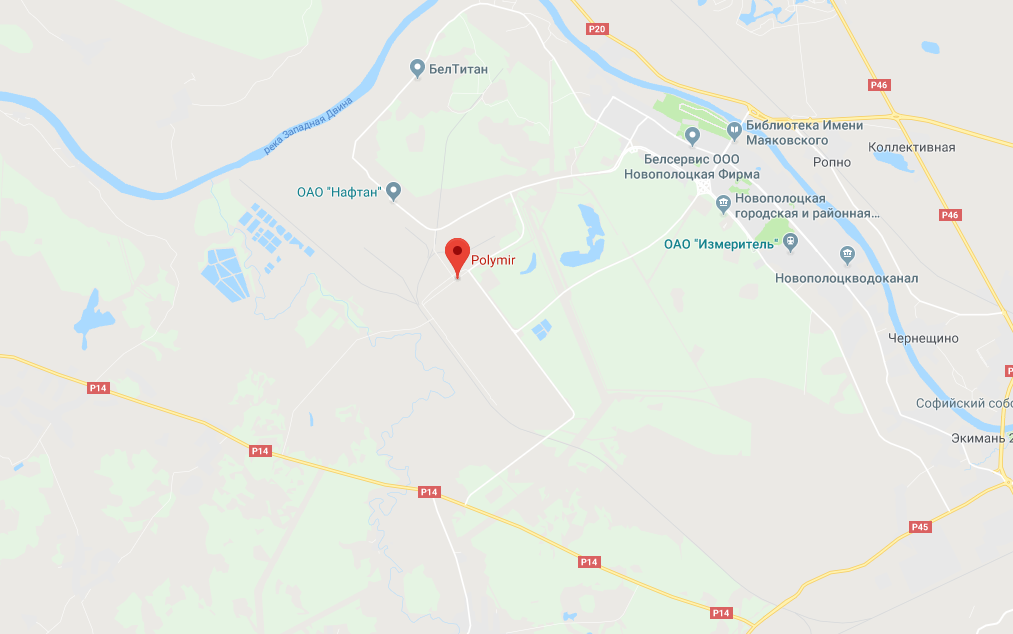 P20
БелТитан
P46
река Западная Двина
Библиотека Имени
Маяковского
Коллективная
Белсервис ООО
Новополоцкая Фирма
Ропно
ОАО "Нафтан"
Новополоцкая
городская и районная...
P46
ОАО "Измеритель"
Polymir
Новополоцкводоканал
Чернещино
P14
Софийский собо
Экимань 2
P14
P14
P45
P14
P14